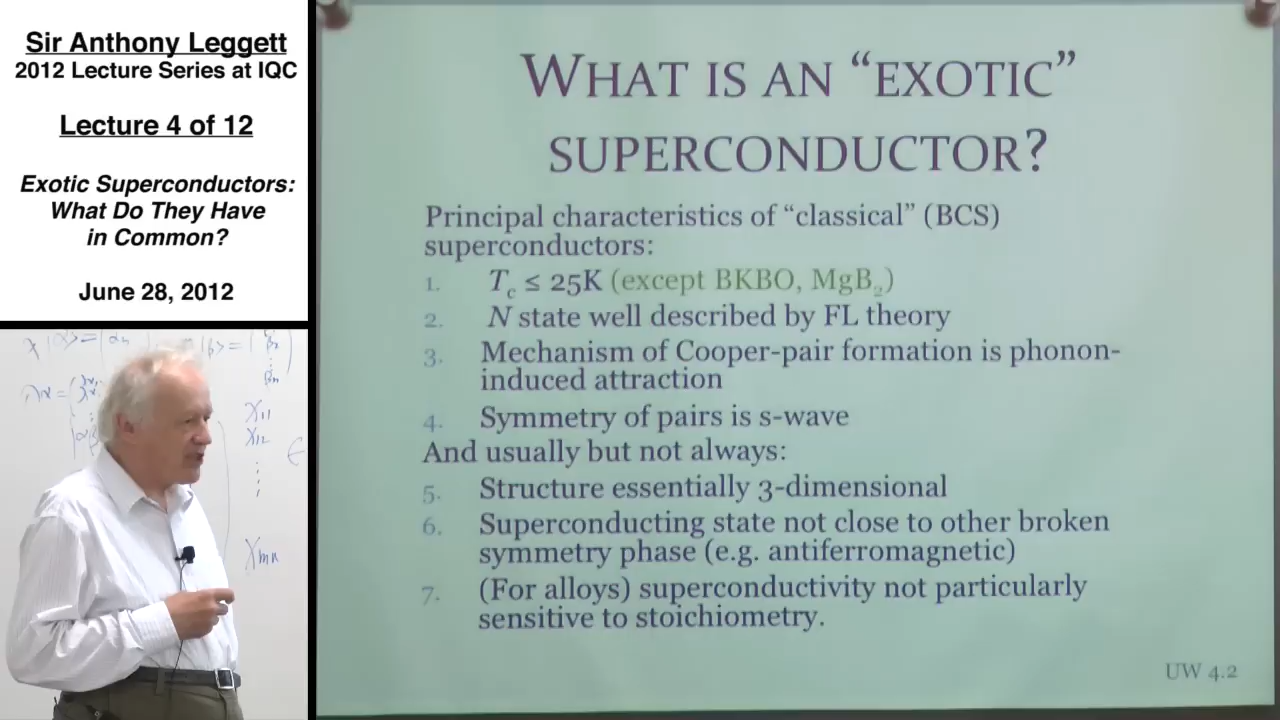 Sir Anthony Leggett
2012 Lecture Series at IQC
Lecture 4 of 12
Exotic Superconductors:
What Do They Have
in Common?
June 28, 2012
WHAT IS AN “EXOTIC”
SUPERCONDUCTOR?
Principal characteristics of “classical” (BCS)
superconductors:
1. Tc ≤ 25K (except BKBO, MgB2)
2. N state well described by FL theory
3. Mechanism of Cooper-pair formation is phonon-
induced attraction
4. Symmetry of pairs is s-wave
And usually but not always:
5. Structure essentially 3-dimensional
6. Superconducting state not close to other broken
symmetry phase (e.g. antiferromagnetic)
7. (For alloys) superconductivity not particularly
sensitive to stoichiometry.
UW 4.2
X11
X12
Xmn